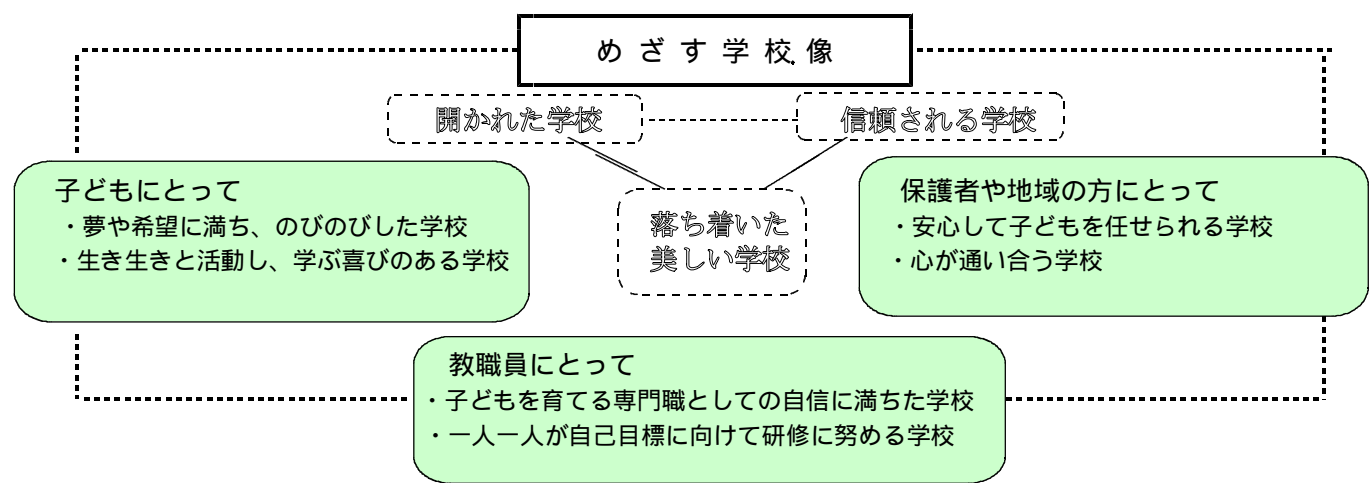 めざす学校像
開かれた学校
信頼される学校
落ち着いた
美しい学校
子どもにとって
・夢や希望に満ち、のびのびした学校
・生き生きと活動し、学ぶ喜びのある学校
保護者や地域の方にとって
・安心して子どもを任せられる学校
・心が通い合う学校
教職員にとって
・子どもを育てる専門職としての自信に満ちた学校
・一人一人が自己目標に向けて研修に努める学校